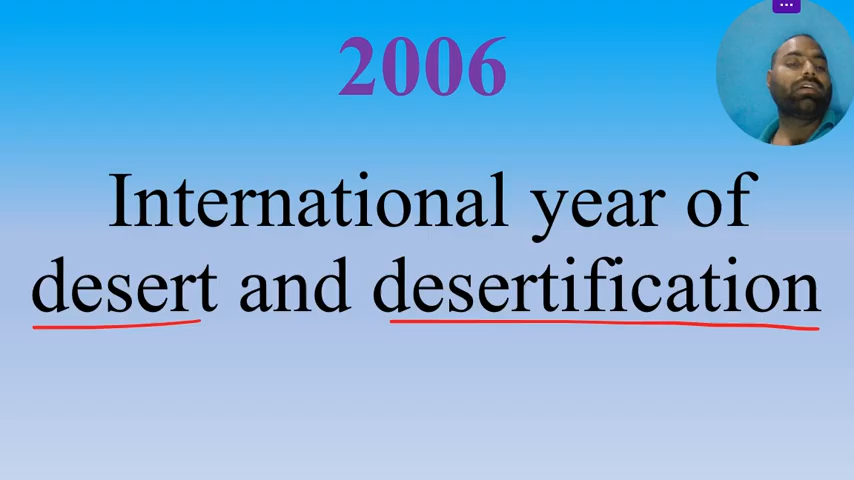 2006
International year of
desert and desertification